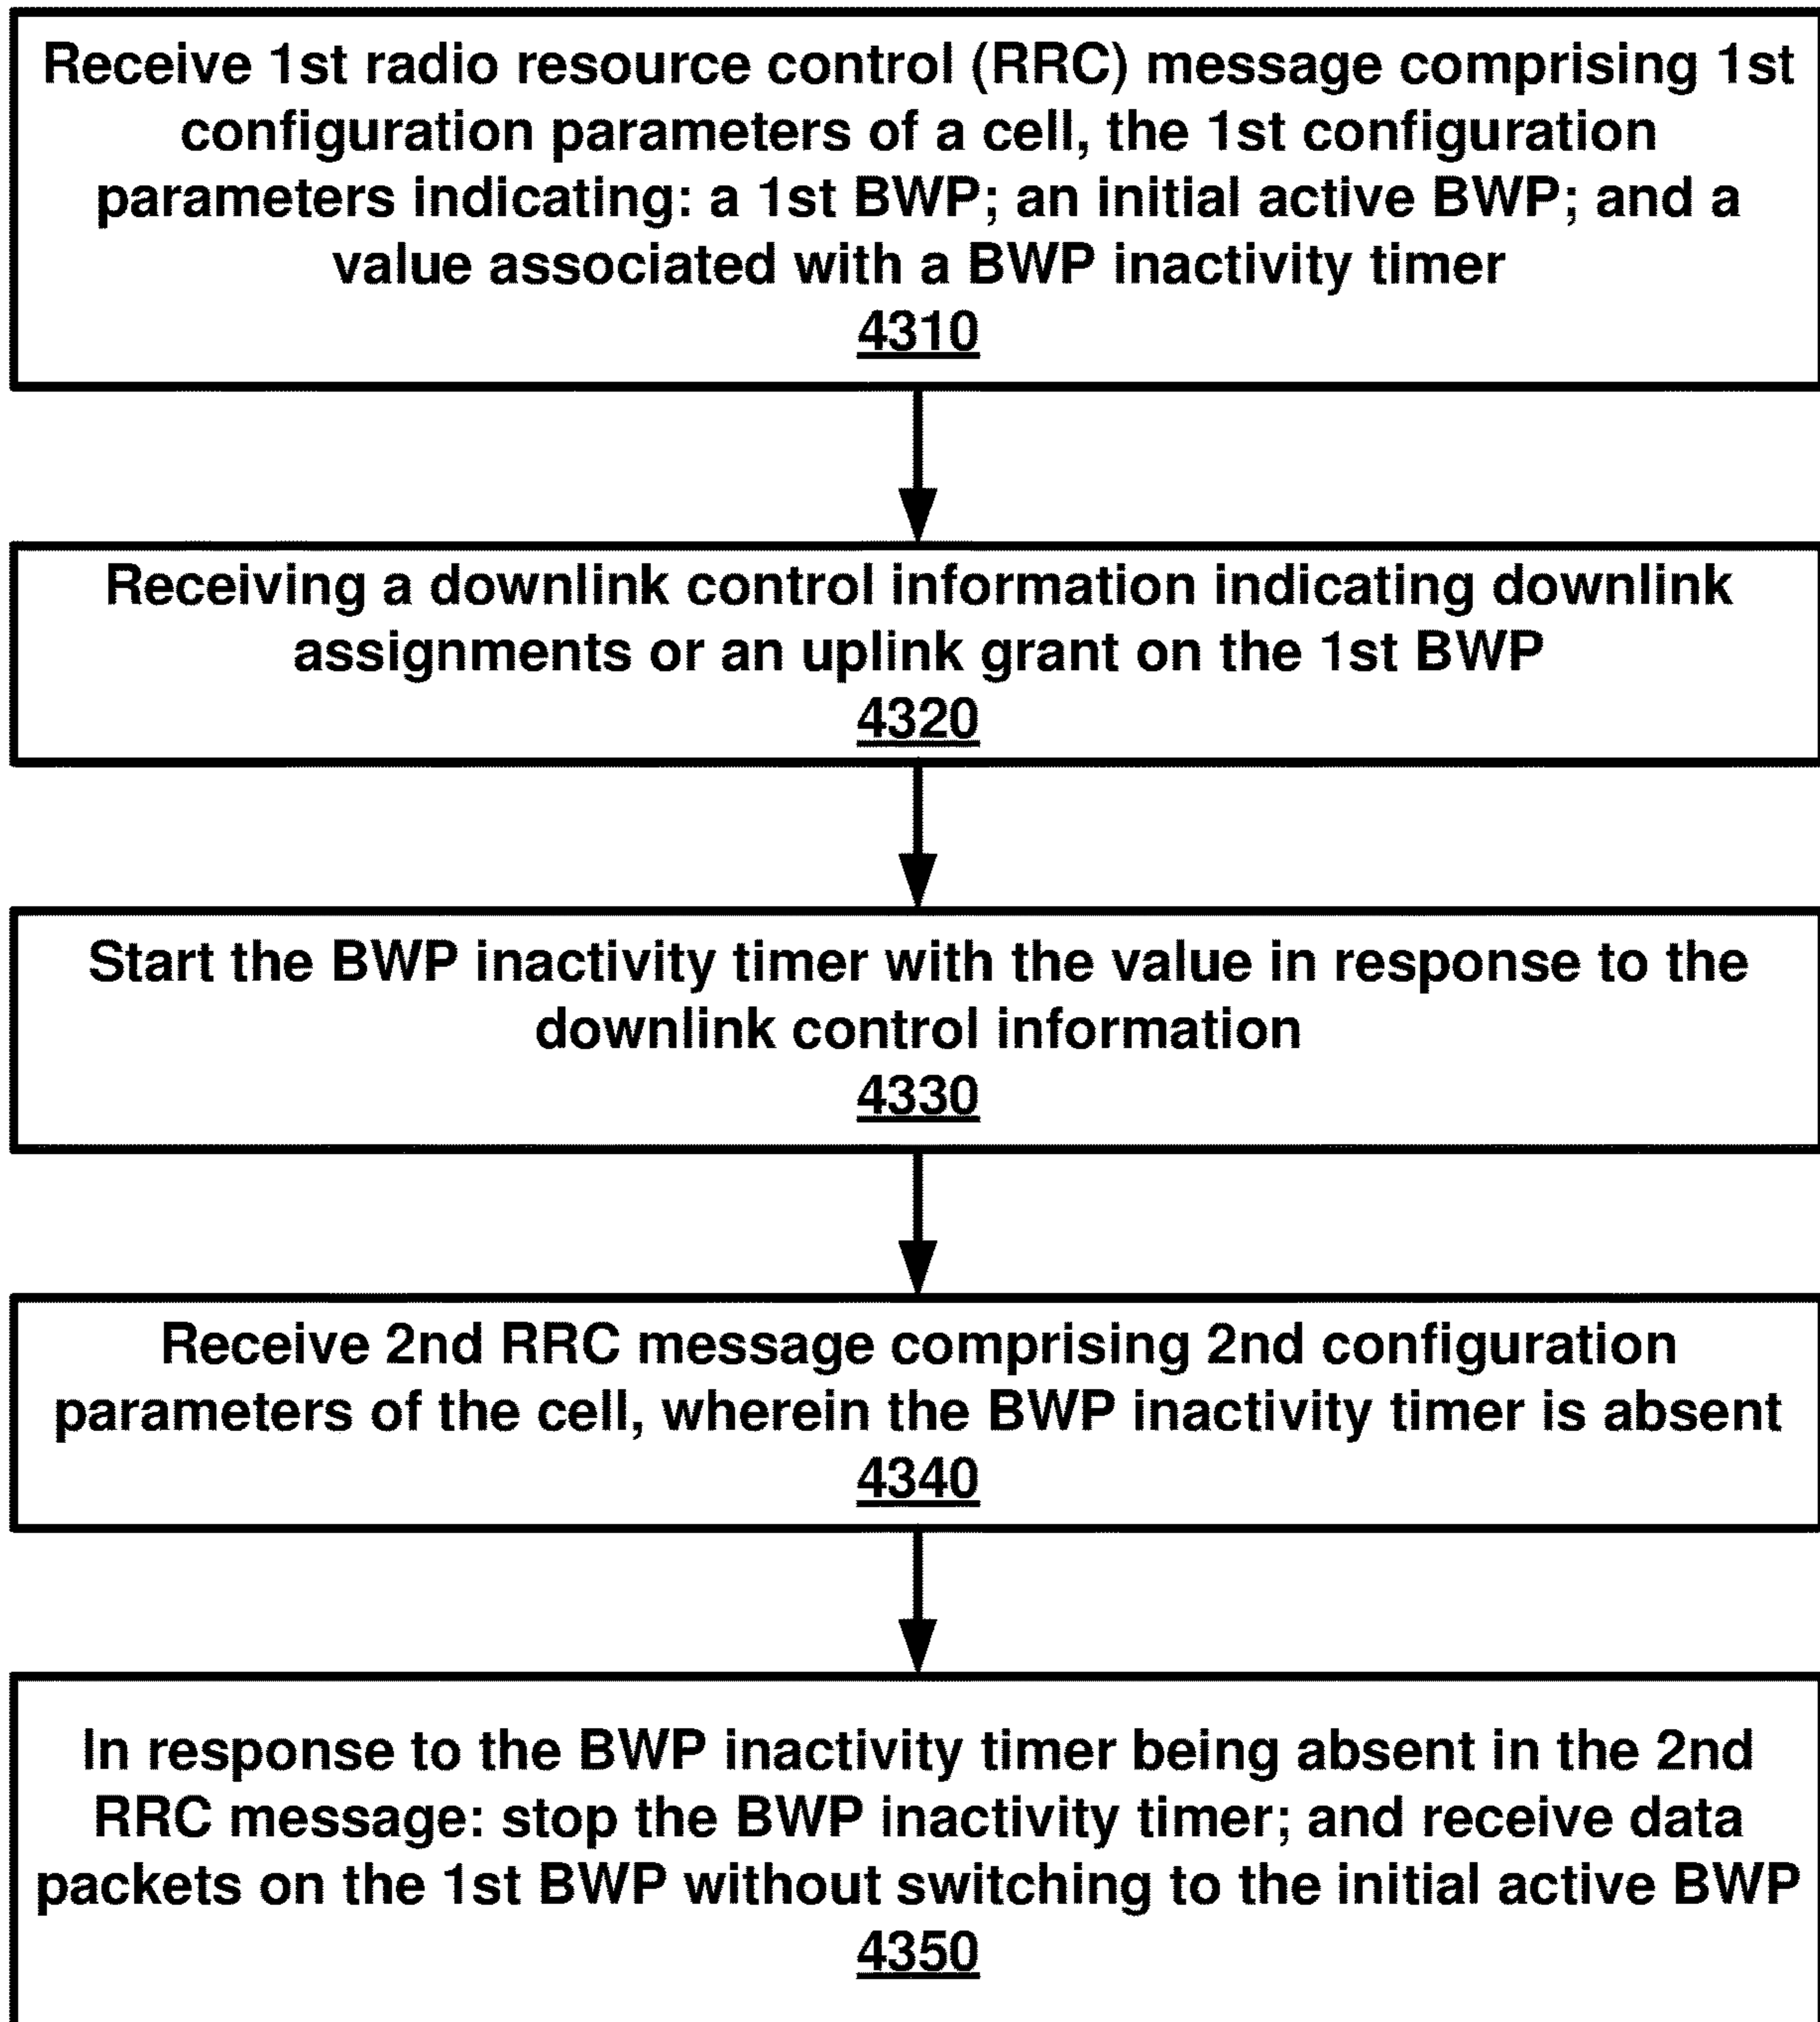 Receive 1st radio resource control (RRC) message comprising 1st
configuration parameters of a cell, the 1st configuration
parameters indicating: a 1st BWP; an initial active BWP; and a
value associated with a BWP inactivity timer
4310
Receiving a downlink control information indicating downlink
assignments or an uplink grant on the 1st BWP
4320
Start the BWP inactivity timer with the value in response to the
downlink control information
4330
Receive 2nd RRC message comprising 2nd configuration
parameters of the cell, wherein the BWP inactivity timer is absent
4340
In response to the BWP inactivity timer being absent in the 2nd
RRC message: stop the BWP inactivity timer; and receive data
packets on the 1st BWP without switching to the initial active BWP
4350